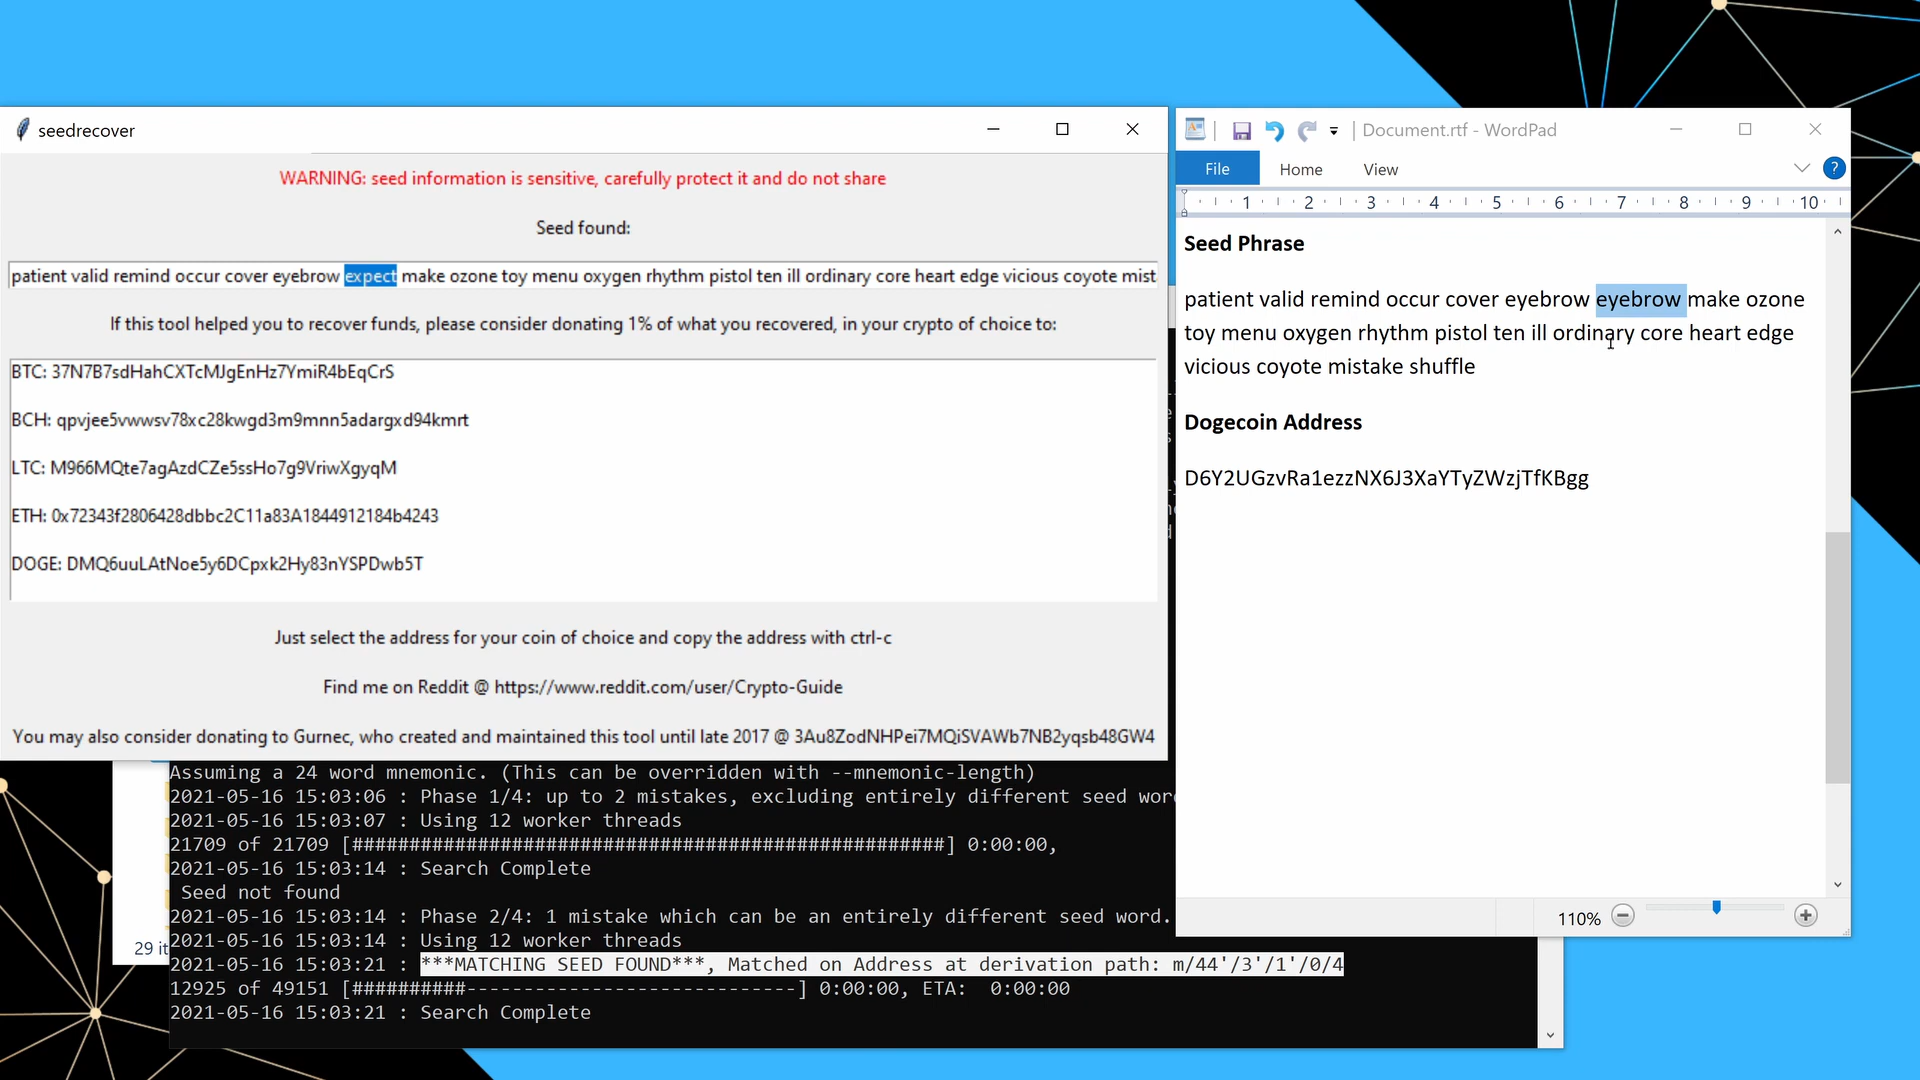 seedrecover
WARNING: seed information is sensitive, carefully protect it and do not share
Seed found:
patient valid remind occur cover eyebrow expect make ozone toy menu oxygen rhythm pistol ten ill ordinary core heart edge vicious coyote mist
If this tool helped you to recover funds, please consider donating 1% of what you recovered, in your crypto of choice to:
BTC: 37N7B7sdHahCXTcMJgEnHz7YmiR4bEqCrS
BCH: qpvjee5vwwsv78xc28kwgd3m9mnn5adargxd94kmrt
LTC: M966MQte7agAzdCZe5ssHo7g9VriwXgyqM
ETH: 0x72343f2806428dbbc2C11a83A1844912184b4243
DOGE: DMQ6uuLAtNoe5y6DCpxk2Hy83nYSPDwb5T
Just select the address for your coin of choice and copy the address with ctrl-c
Find me on Reddit @ https://www.reddit.com/user/Crypto-Guide
You may also consider donating to Gurnec, who created and maintained this tool until late 2017 @ 3Au8ZodNHPei7MQiSVAWb7NB2yqsb48GW4
Document.rtf - WordPad
File Home View
1 2 3 4 5 6 7 8 9 10
Seed Phrase
patient valid remind occur cover eyebrow eyebrow make ozone
toy menu oxygen rhythm pistol ten ill ordinary core heart edge
vicious coyote mistake shuffle
Dogecoin Address
D6Y2UGzvRa1ezzNX6J3XaYTyZWzjTfKBgg
110%
29 it
Assuming a 24 word mnemonic. (This can be overridden with --mnemonic-length)
2021-05-16 15:03:06 : Phase 1/4: up to 2 mistakes, excluding entirely different seed wor
2021-05-16 15:03:07 : Using 12 worker threads
21709 of 21709 [####################################################] 0:00:00,
2021-05-16 15:03:14 : Search Complete
Seed not found
2021-05-16 15:03:14 : Phase 2/4: 1 mistake which can be an entirely different seed word.
2021-05-16 15:03:14 : Using 12 worker threads
2021-05-16 15:03:21 : ***MATCHING SEED FOUND***, Matched on Address at derivation path: m/44'/3'/1'/0/4
12925 of 49151 [##########-----------------------------] 0:00:00, ETA:  0:00:00
2021-05-16 15:03:21 : Search Complete